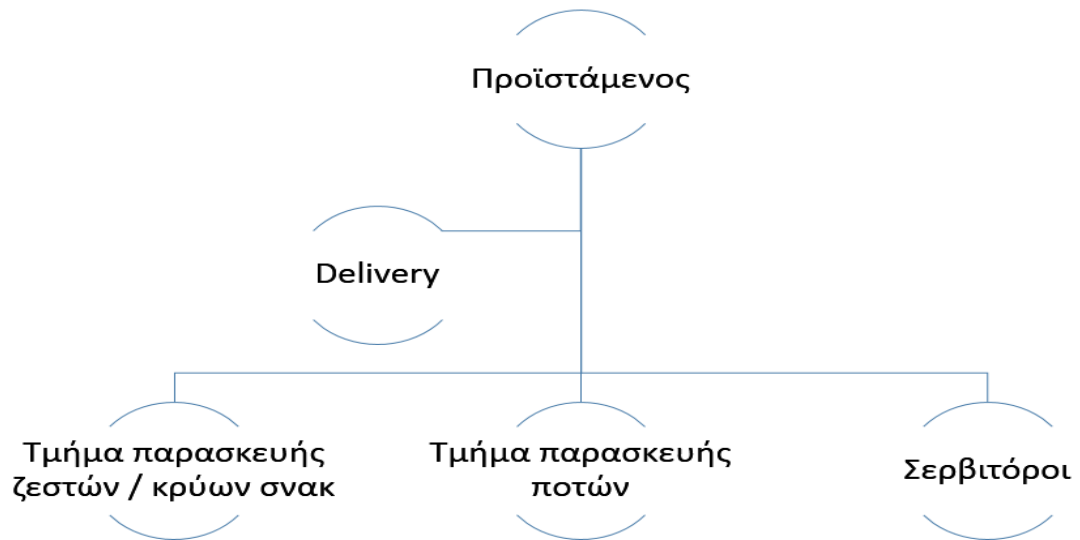 Προϊστάμενος
Delivery
Τμήμα παρασκευής
ζεστών / κρύων σνακ
Τμήμα παρασκευής
ποτών
Σερβιτόροι